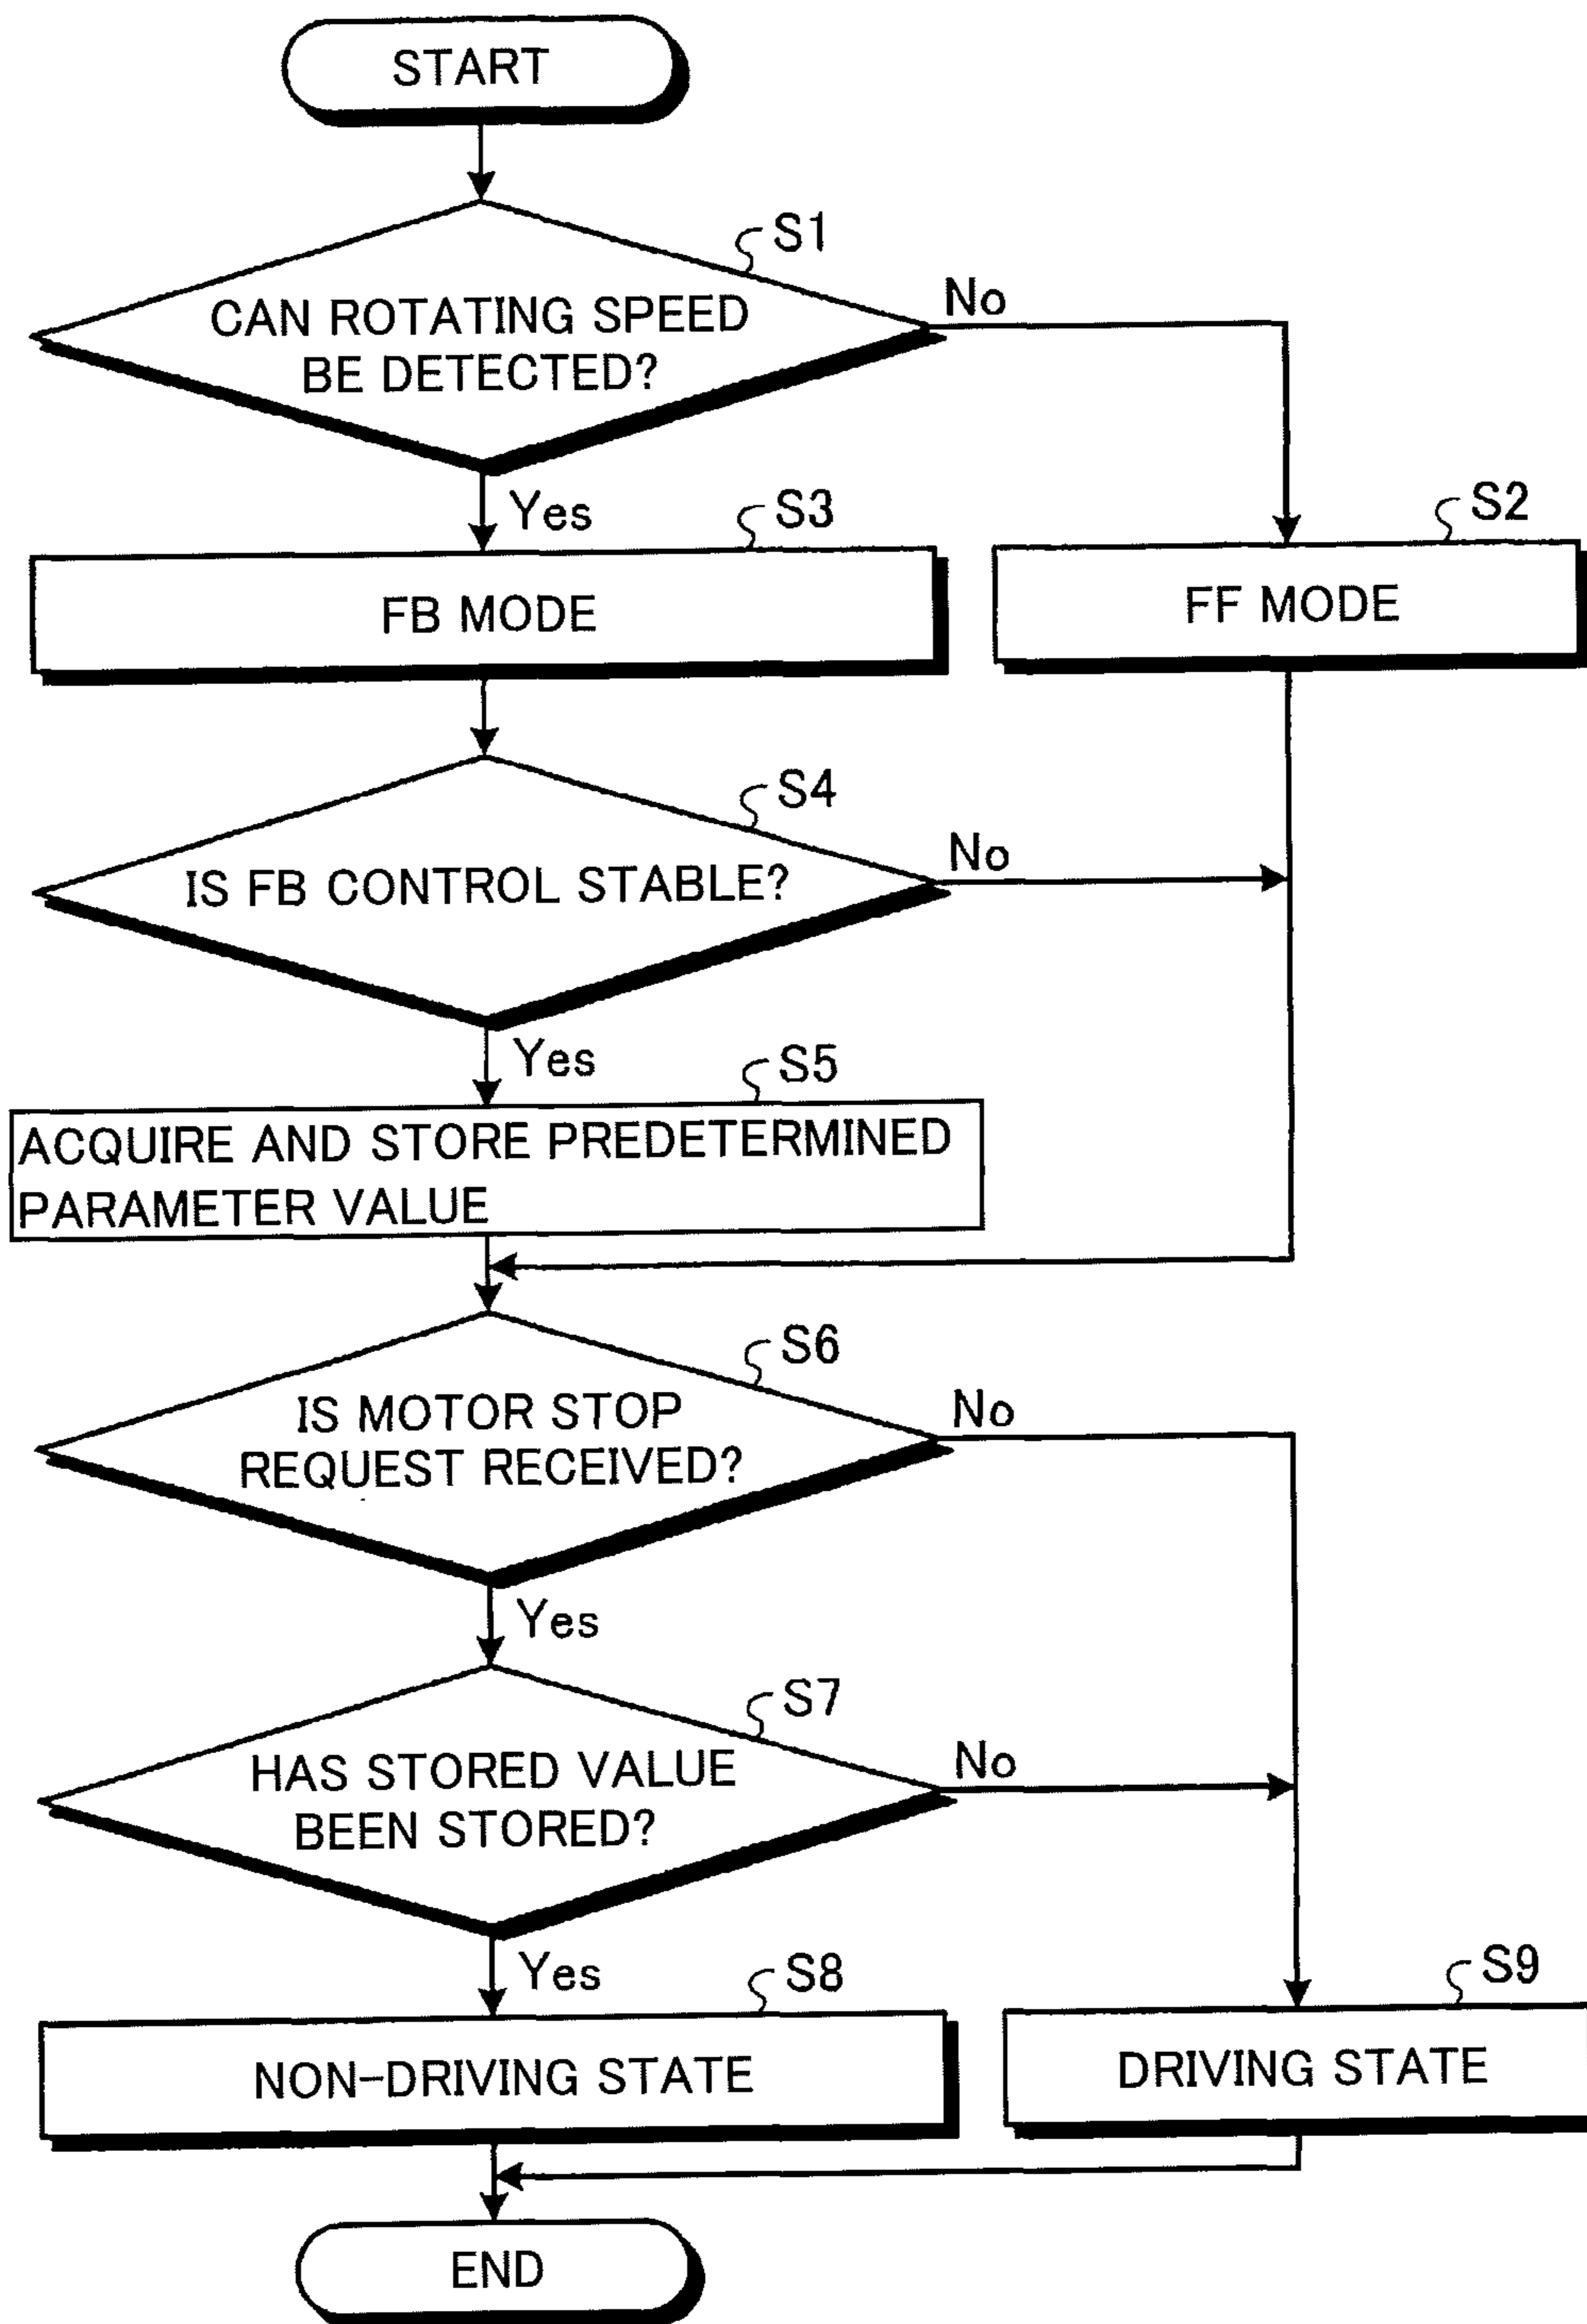 START
S1
CAN ROTATING SPEED
BE DETECTED?
No
Yes
S3
S2
FB MODE
FF MODE
S4
IS FB CONTROL STABLE?
No
Yes
S5
ACQUIRE AND STORE PREDETERMINED
PARAMETER VALUE
S6
IS MOTOR STOP
REQUEST RECEIVED?
No
Yes
S7
HAS STORED VALUE
BEEN STORED?
No
Yes
S8
S9
NON-DRIVING STATE
DRIVING STATE
END